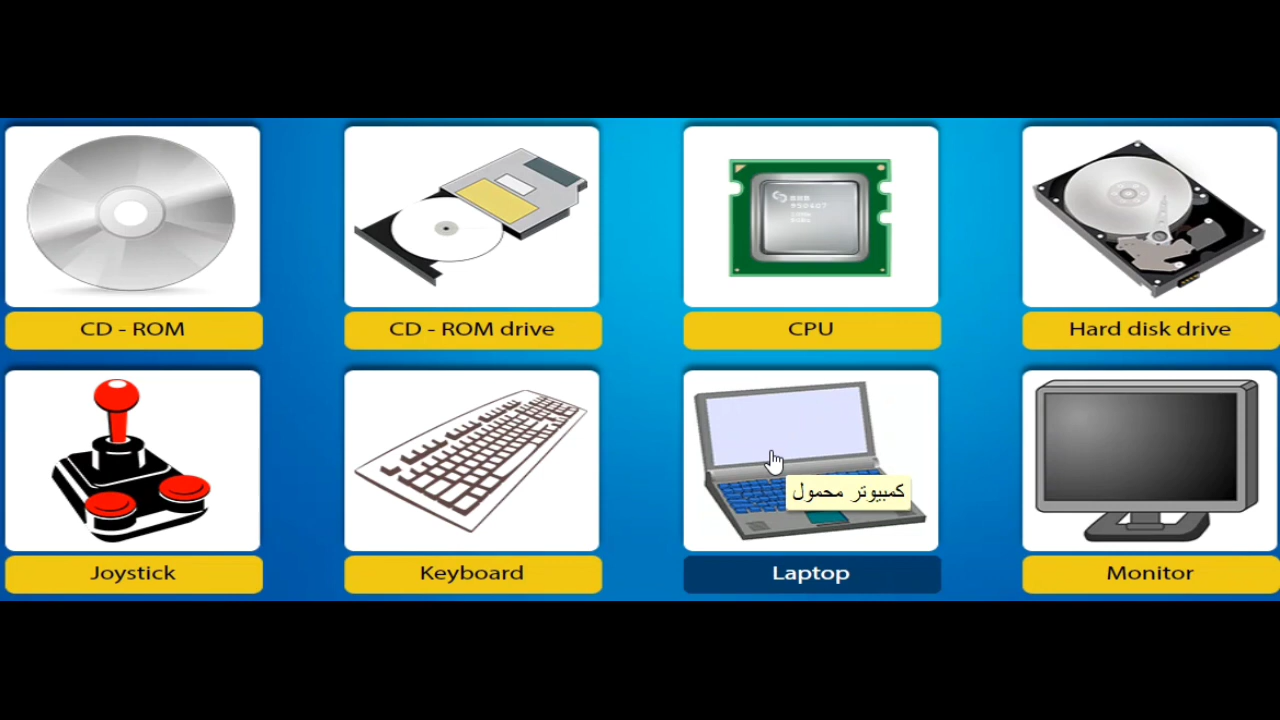 CD - ROM
CD - ROM drive
CPU
Hard disk drive
Joystick
Keyboard
كمبيوتر محمول
Laptop
Monitor